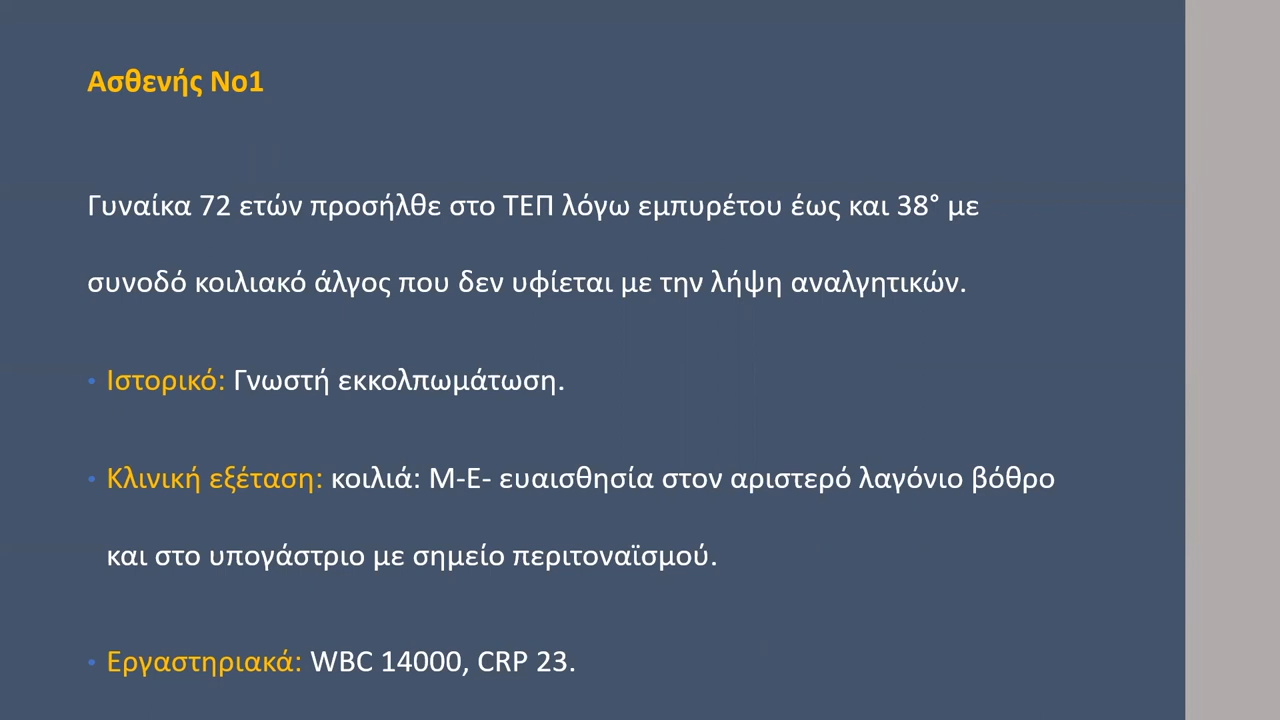 Ασθενής Νο1
Γυναίκα 72 ετών προσήλθε στο ΤΕΠ λόγω εμπυρέτου έως και 38° με
συνοδό κοιλιακό άλγος που δεν υφίεται με την λήψη αναλγητικών.
• Ιστορικό: Γνωστή εκκολπωμάτωση.
• Κλινική εξέταση: κοιλιά: Μ-Ε- ευαισθησία στον αριστερό λαγόνιο βόθρο
και στο υπογάστριο με σημείο περιτοναϊσμού.
• Εργαστηριακά: WBC 14000, CRP 23.